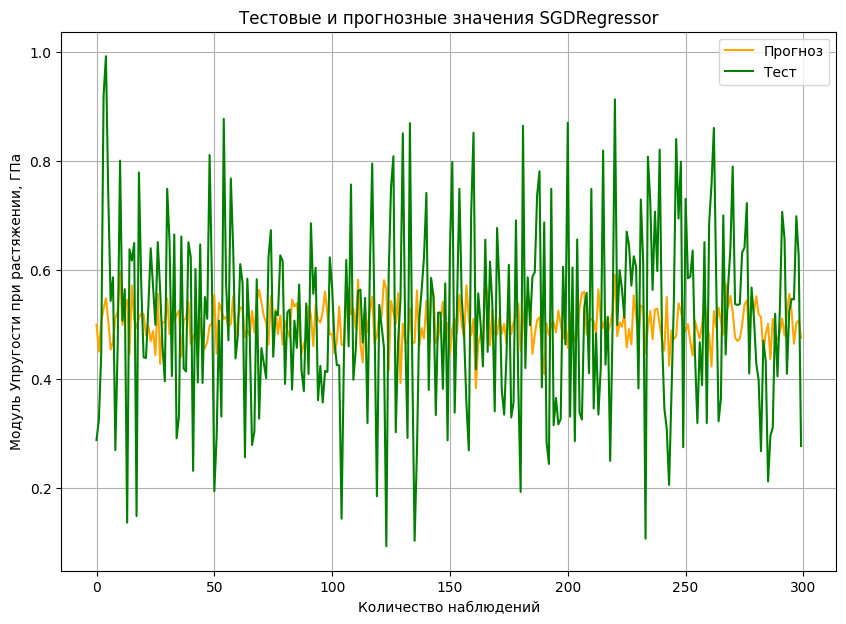 Тестовые и прогнозные значения SGDRegressor
Прогноз
Тест
Модуль Упругости при растяжении, ГПа
1.0
0.8
0.6
0.4
0.2
0
50
100
150
200
250
300
Количество наблюдений